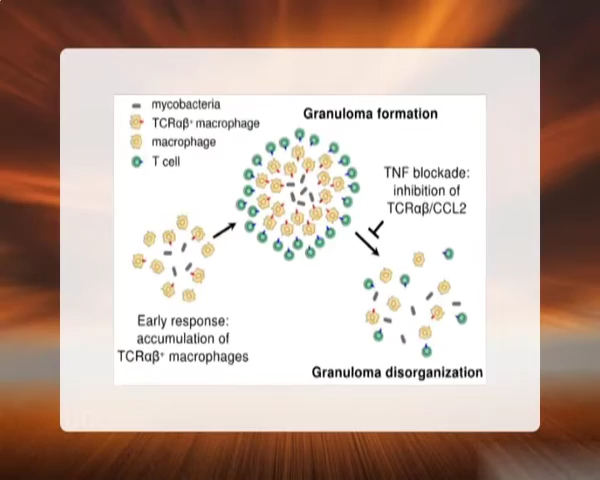 mycobacteria
TCRαβ⁺ macrophage
macrophage
T cell
Granuloma formation
TNF blockade:
inhibition of
TCRαβ/CCL2
Early response:
accumulation of
TCRαβ⁺ macrophages
Granuloma disorganization